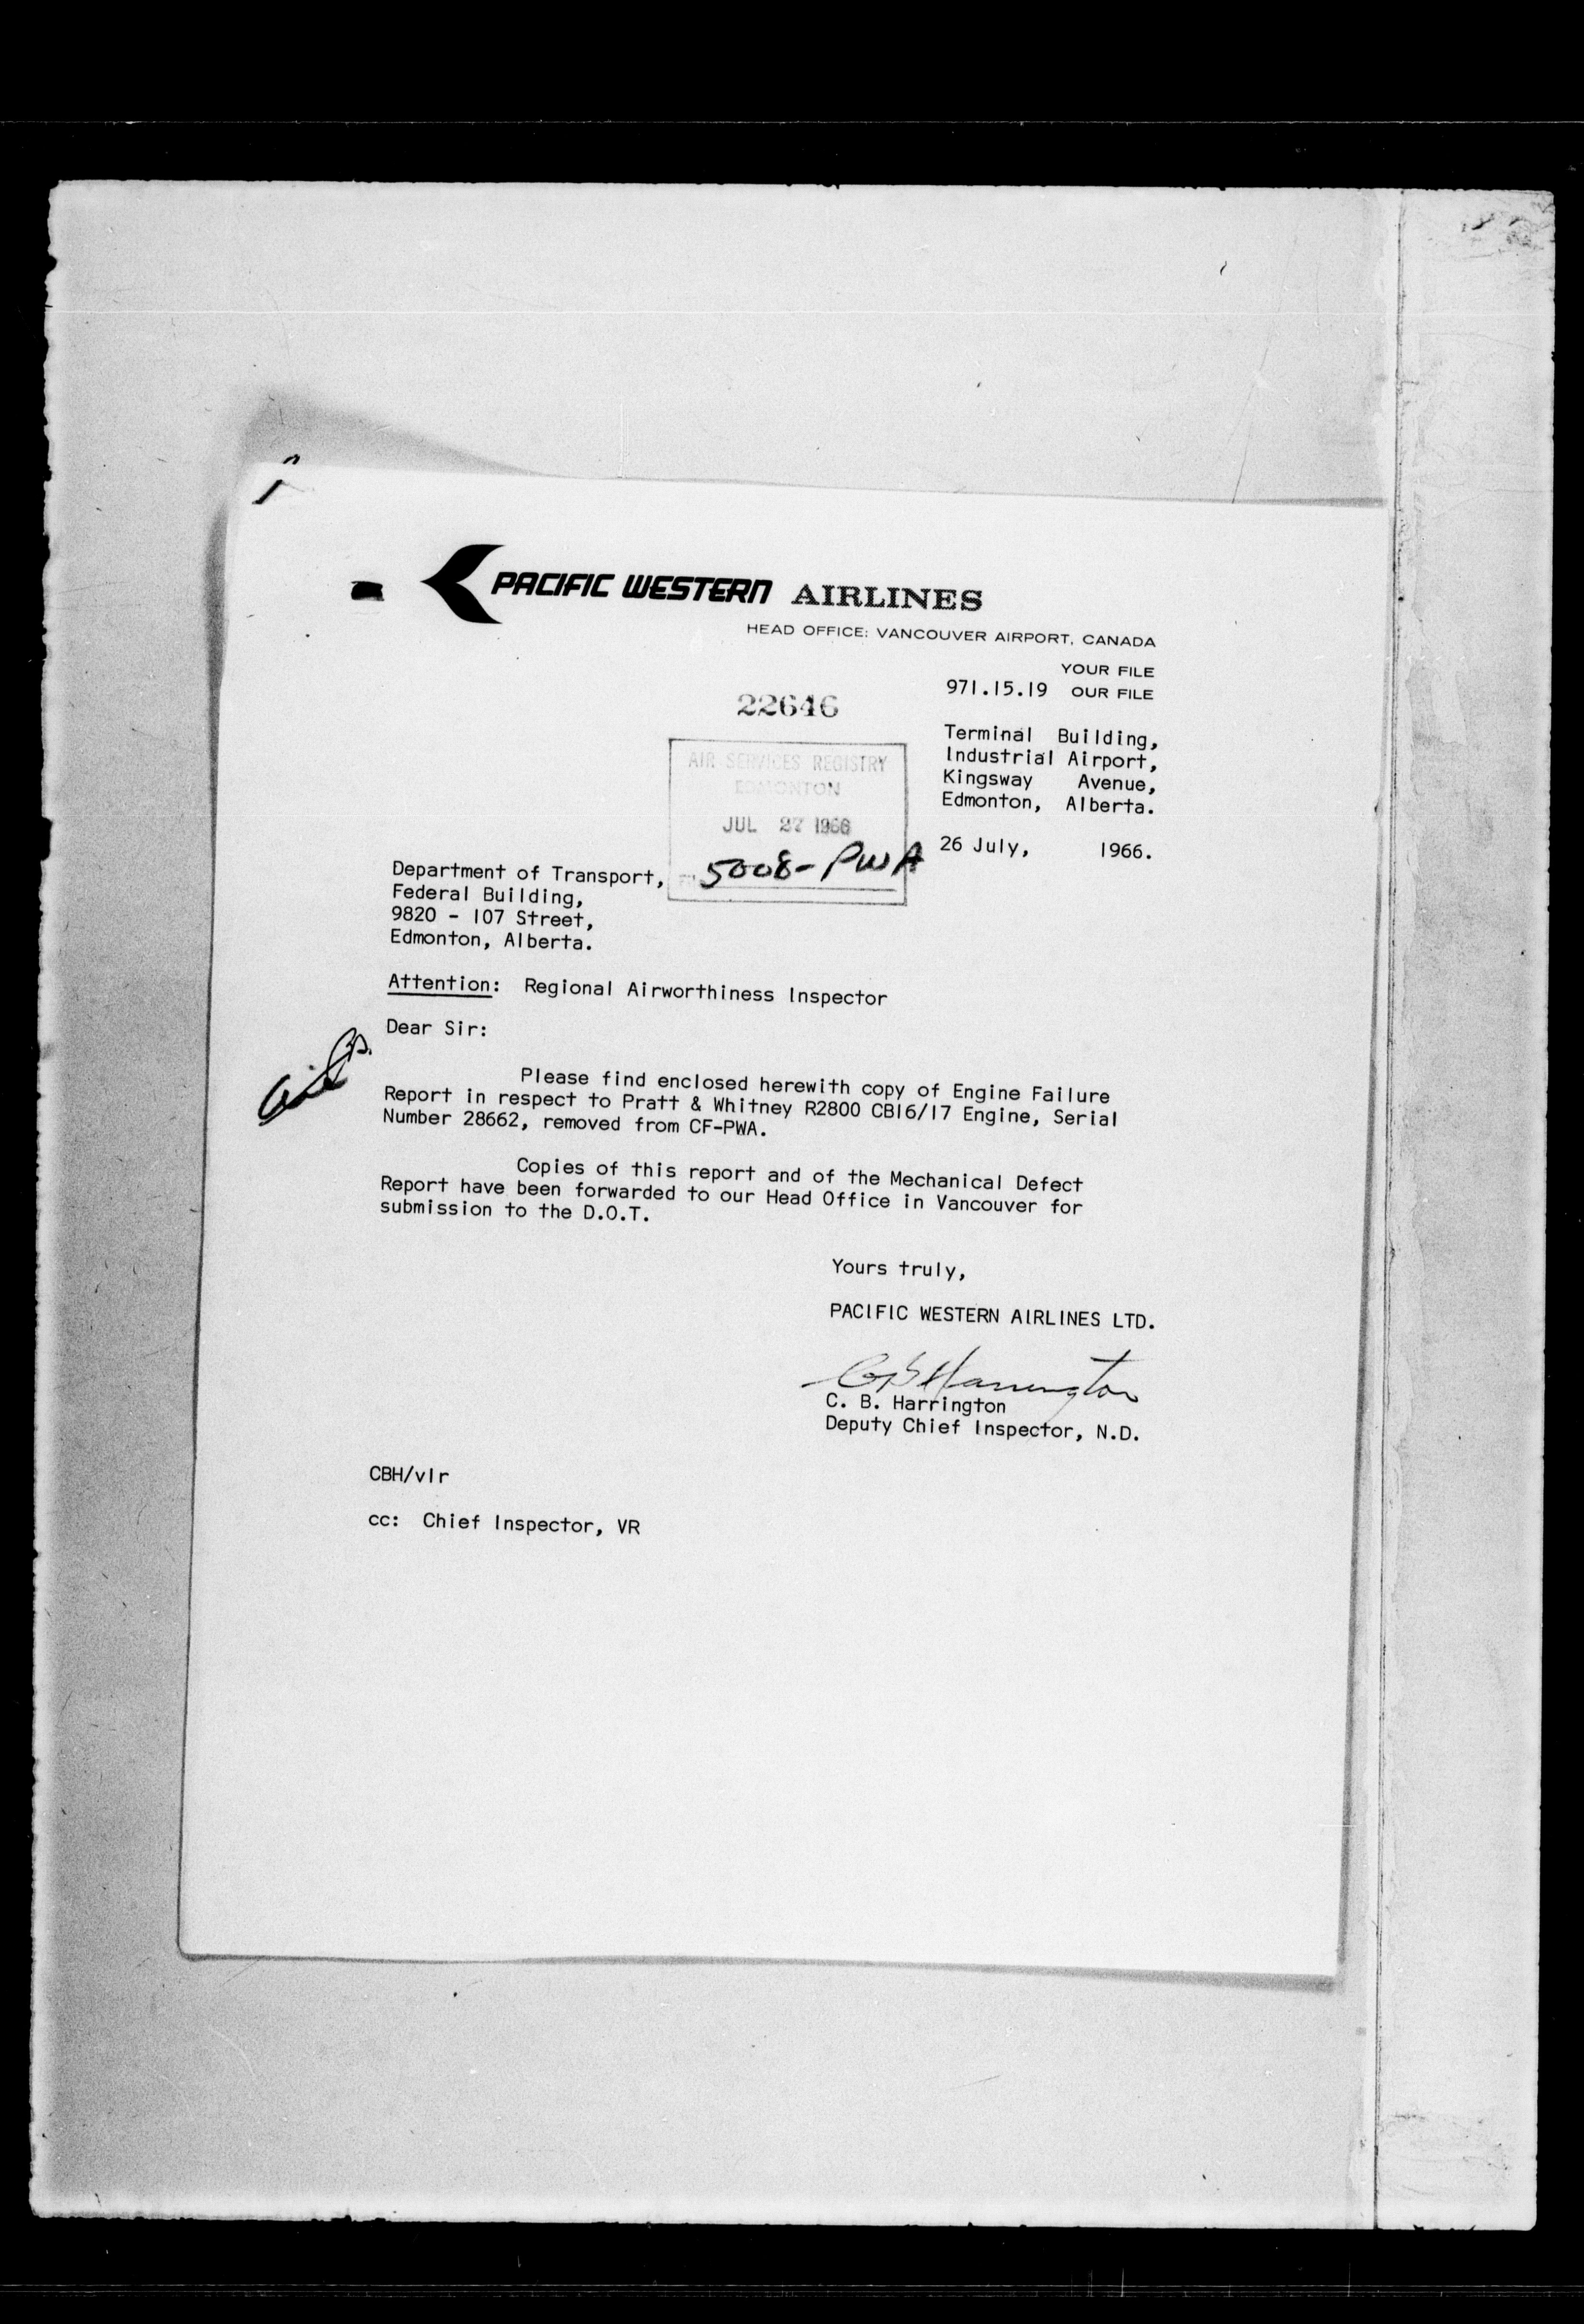 PACIFIC WESTERN AIRLINES
HEAD OFFICE: VANCOUVER AIRPORT, CANADA
YOUR FILE
971.15.19 OUR FILE
22646
Terminal Building,
Industrial Airport,
Kingsway Avenue,
Edmonton, Alberta.
AIR SERVICES REGISTRY
EDMONTON
JUL 27 1966
5008-PWA
26 July, 1966.
Department of Transport,
Federal Building,
9820 - 107 Street,
Edmonton, Alberta.
Attention: Regional Airworthiness Inspector
Dear Sir:
Please find enclosed herewith copy of Engine Failure
Report in respect to Pratt & Whitney R2800 CB16/17 Engine, Serial
Number 28662, removed from CF-PWA.
Copies of this report and of the Mechanical Defect
Report have been forwarded to our Head Office in Vancouver for
submission to the D.O.T.
Yours truly,
PACIFIC WESTERN AIRLINES LTD.
CB Harrington
C. B. Harrington
Deputy Chief Inspector, N.D.
CBH/vlr
cc: Chief Inspector, VR